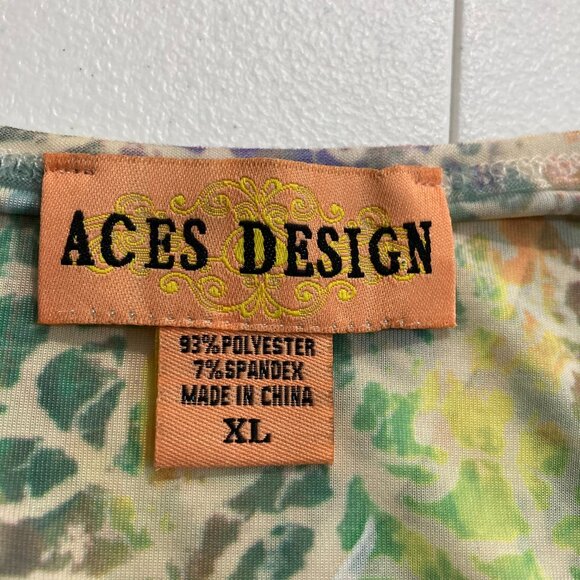 ACES DESIGN
93%POLYESTER
7%SPANDEX
MADE IN CHINA
XL